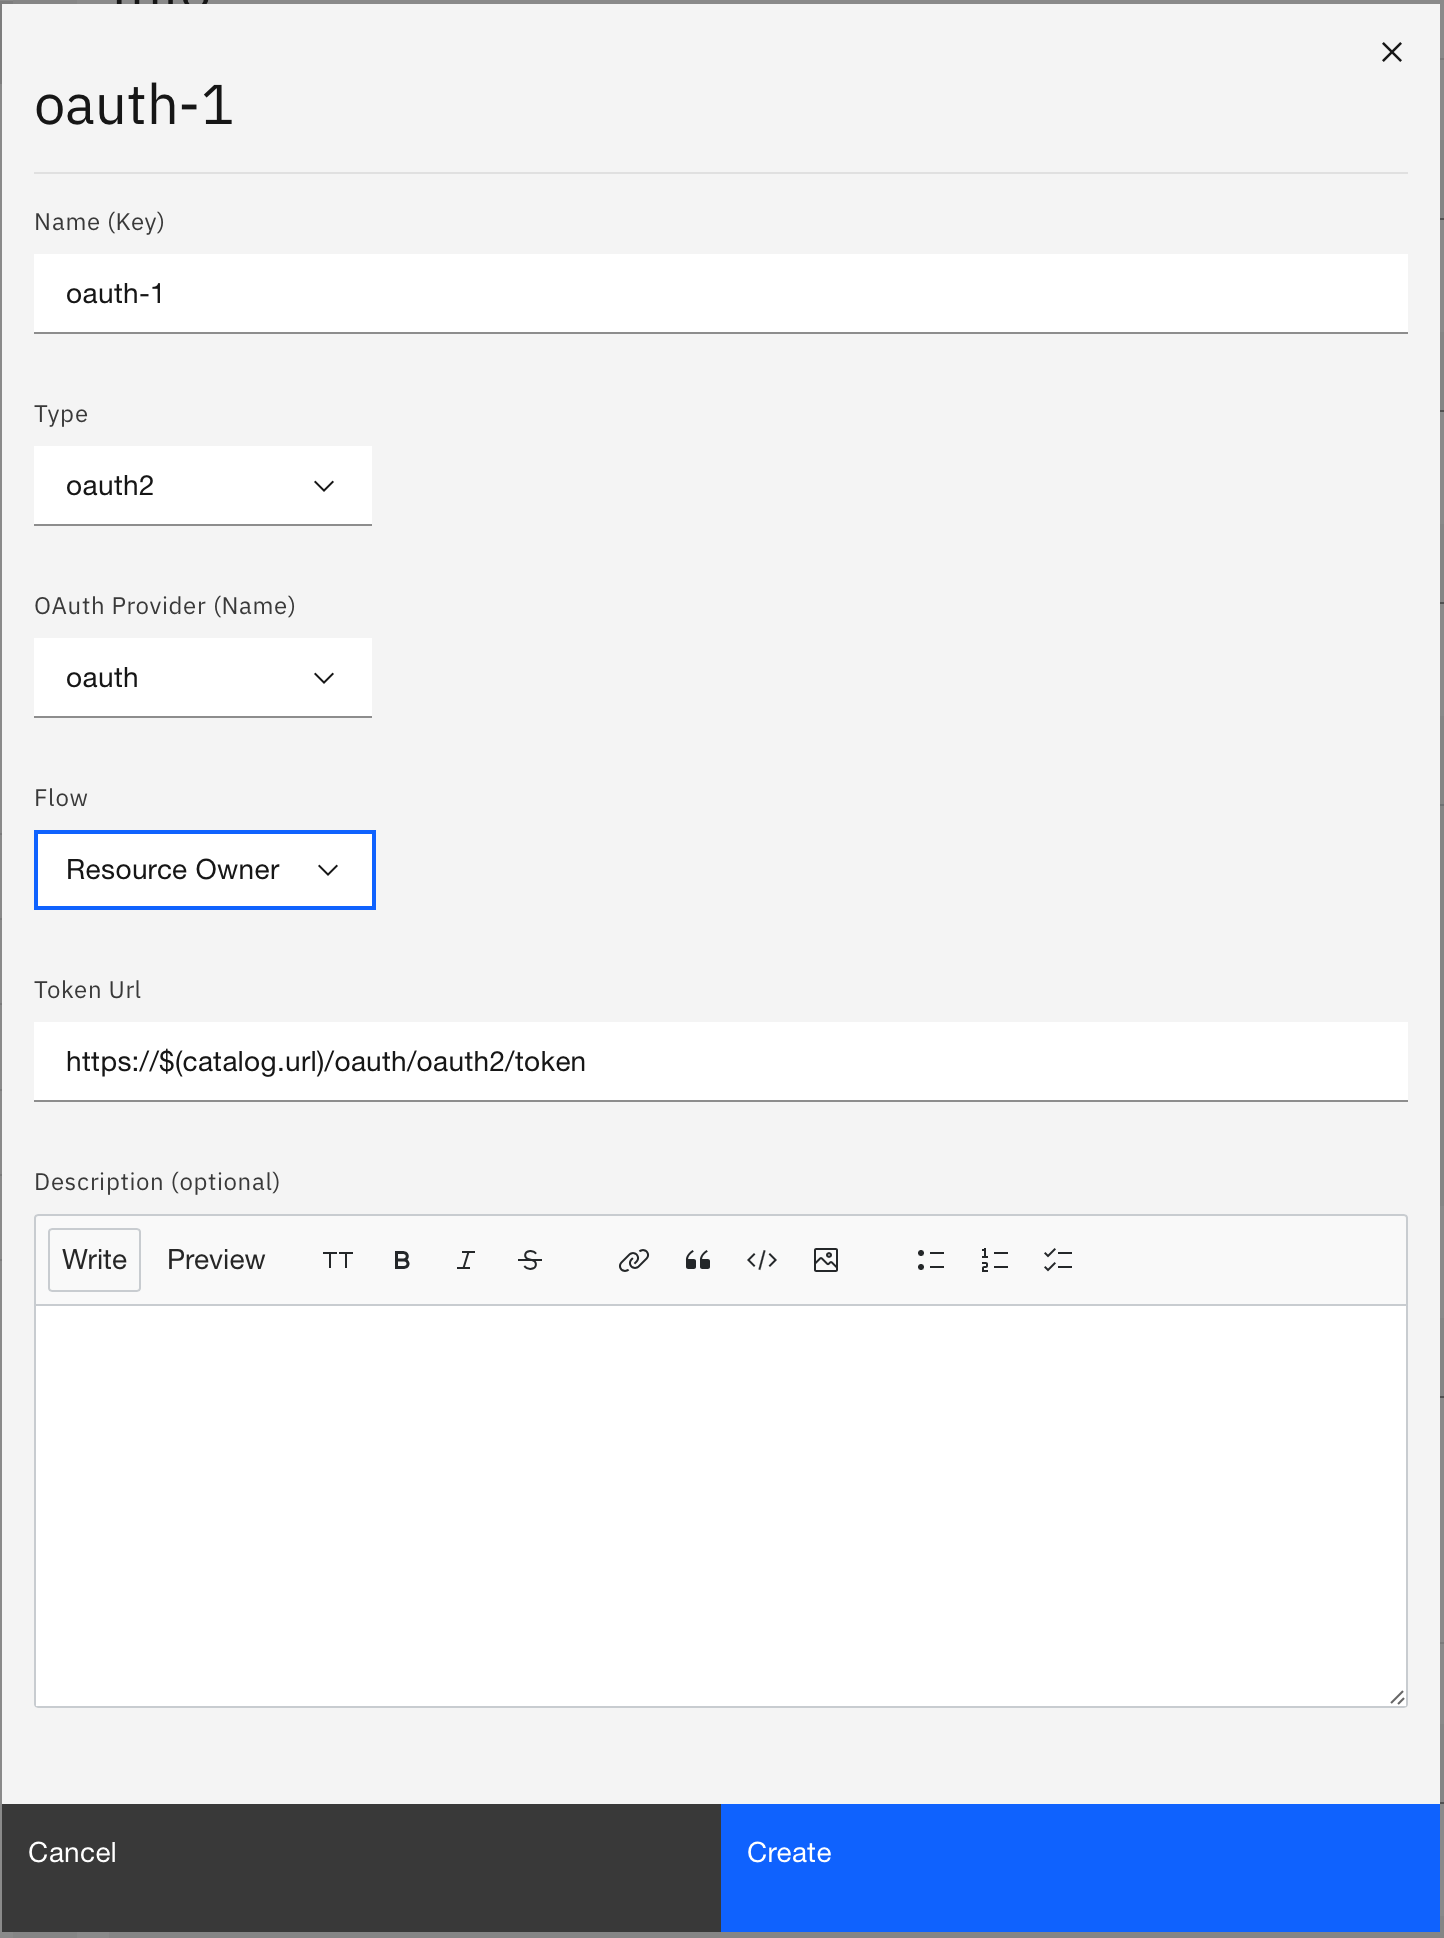 oauth-1
Name (Key)
oauth-1
Type
oauth2
OAuth Provider (Name)
oauth
Flow
Resource Owner
Token Url
https://$(catalog.url)/oauth/oauth2/token
Description (optional)
Write Preview TT B I S
Cancel Create